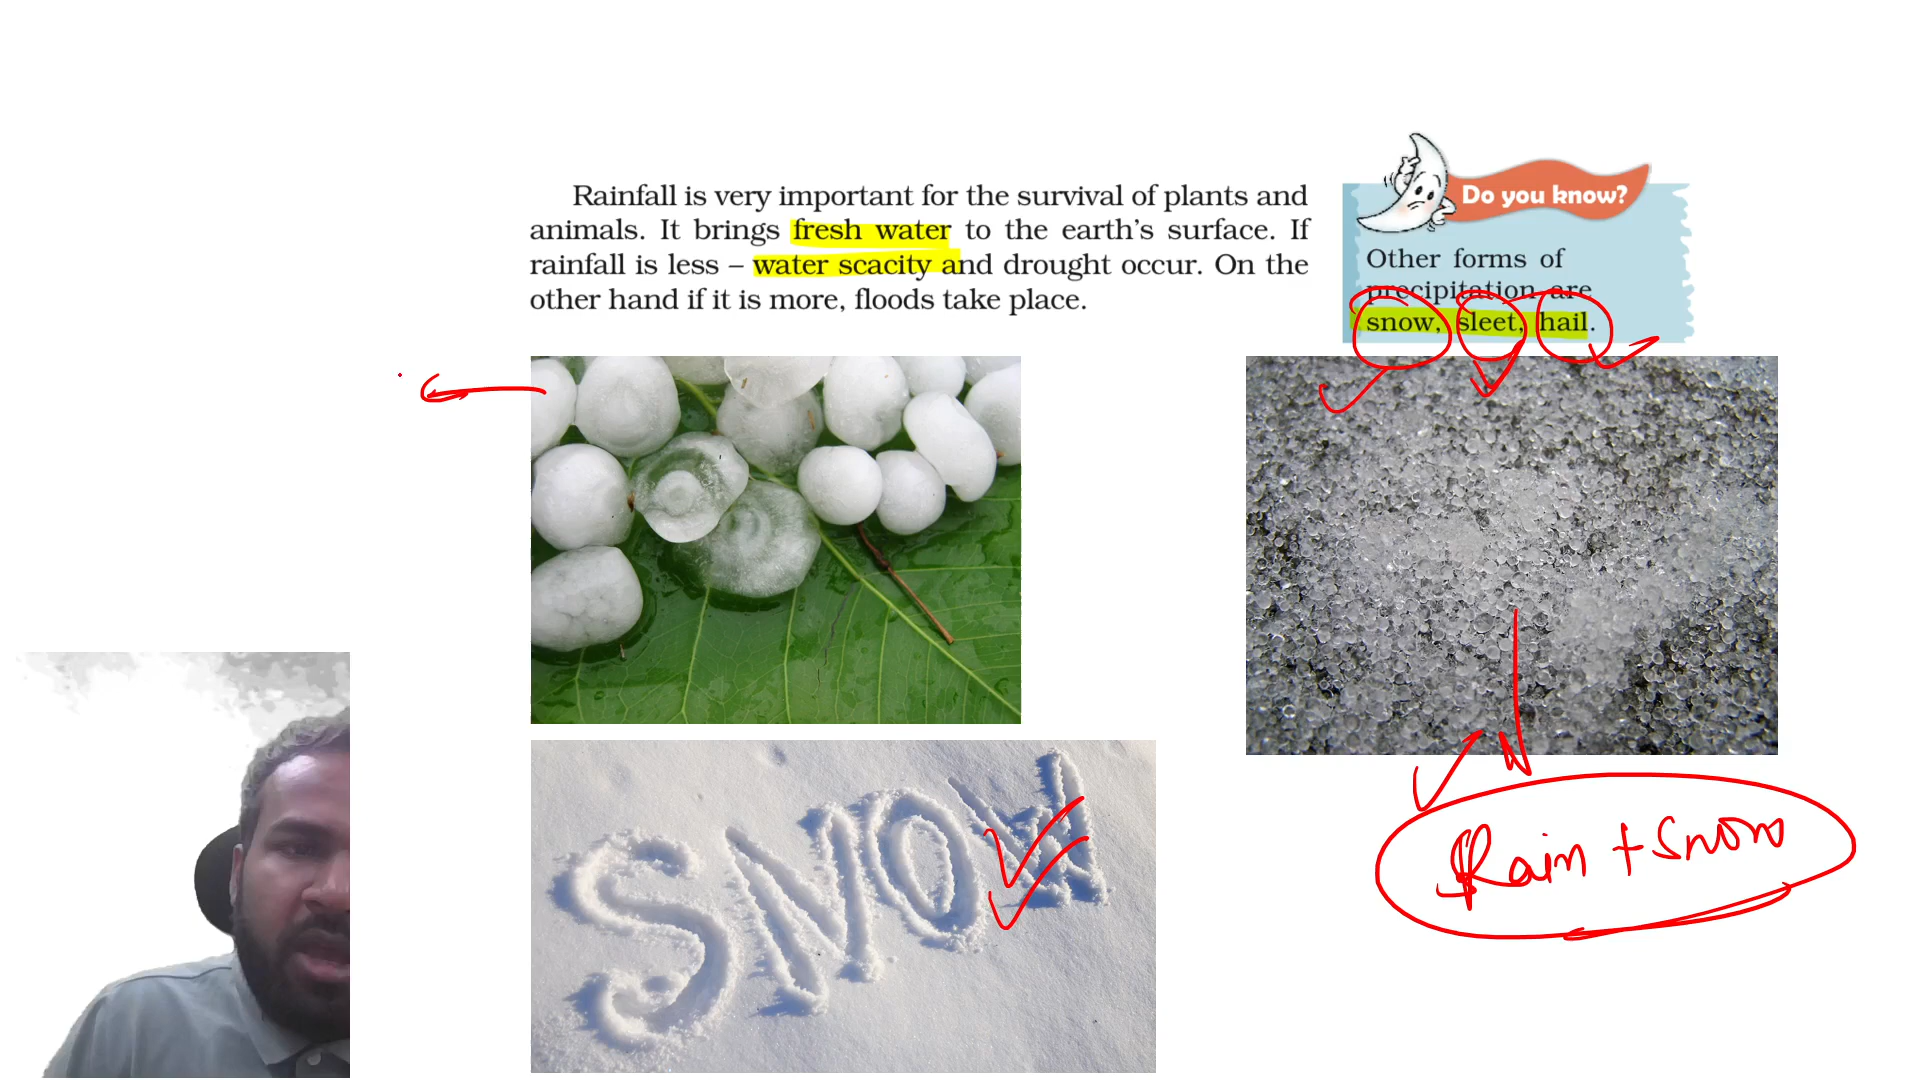 Rainfall is very important for the survival of plants and
animals. It brings fresh water to the earth's surface. If
rainfall is less – water scacity and drought occur. On the
other hand if it is more, floods take place.
Do you know?
Other forms of
precipitation are
snow, sleet, hail.
SNOW
Rain + Snow